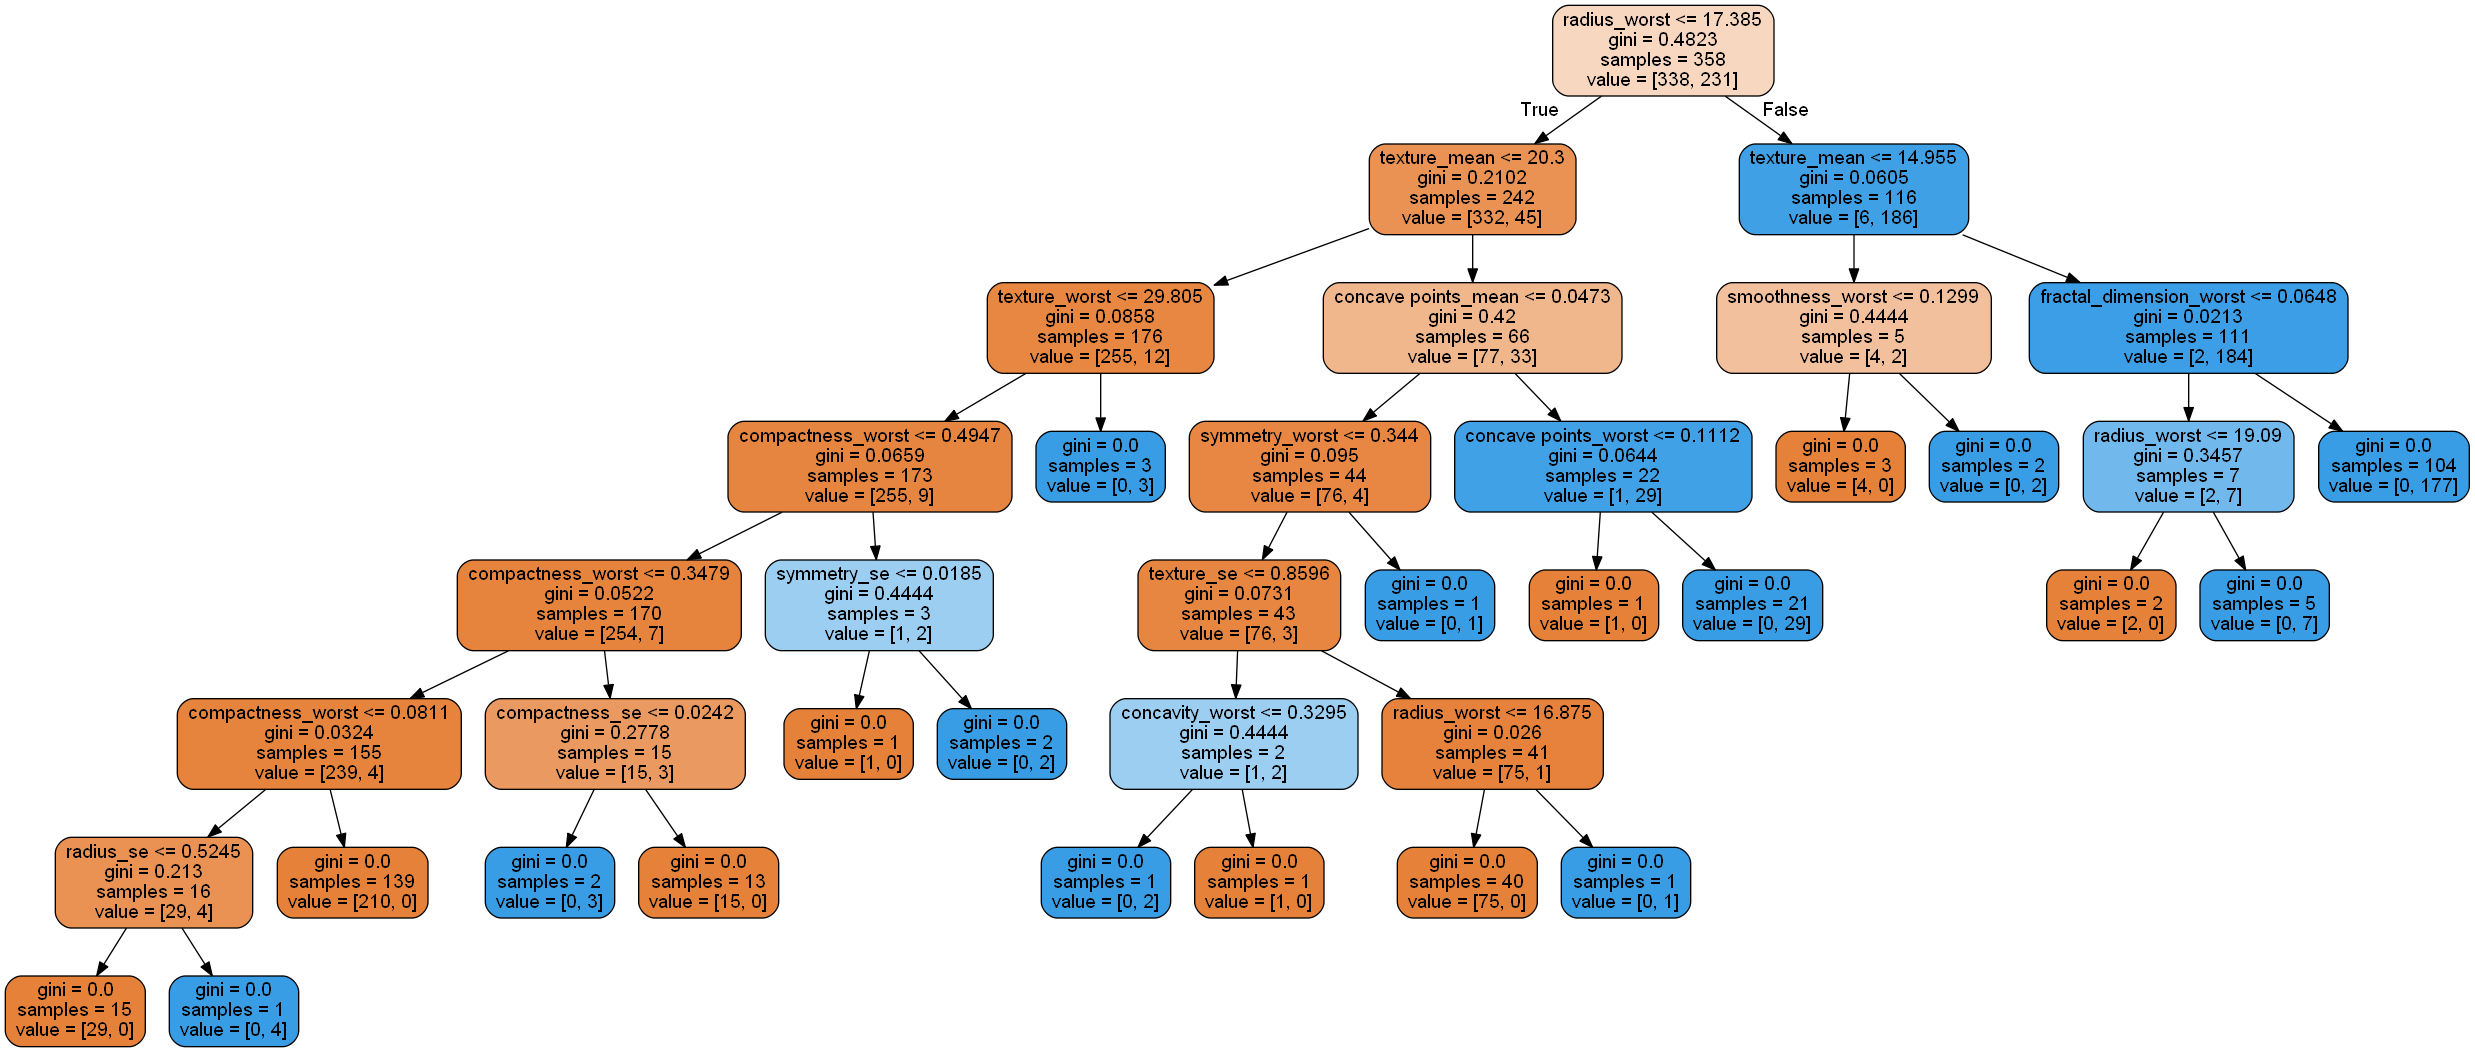 radius_worst <= 17.385
gini = 0.4823
samples = 358
value = [338, 231]
True
False
texture_mean <= 20.3
gini = 0.2102
samples = 242
value = [332, 45]
texture_mean <= 14.955
gini = 0.0605
samples = 116
value = [6, 186]
texture_worst <= 29.805
gini = 0.0858
samples = 176
value = [255, 12]
concave points_mean <= 0.0473
gini = 0.42
samples = 66
value = [77, 33]
smoothness_worst <= 0.1299
gini = 0.4444
samples = 5
value = [4, 2]
fractal_dimension_worst <= 0.0648
gini = 0.0213
samples = 111
value = [2, 184]
compactness_worst <= 0.4947
gini = 0.0659
samples = 173
value = [255, 9]
gini = 0.0
samples = 3
value = [0, 3]
symmetry_worst <= 0.344
gini = 0.095
samples = 44
value = [76, 4]
concave points_worst <= 0.1112
gini = 0.0644
samples = 22
value = [1, 29]
gini = 0.0
samples = 3
value = [4, 0]
gini = 0.0
samples = 2
value = [0, 2]
radius_worst <= 19.09
gini = 0.3457
samples = 7
value = [2, 7]
gini = 0.0
samples = 104
value = [0, 177]
compactness_worst <= 0.3479
gini = 0.0522
samples = 170
value = [254, 7]
symmetry_se <= 0.0185
gini = 0.4444
samples = 3
value = [1, 2]
texture_se <= 0.8596
gini = 0.0731
samples = 43
value = [76, 3]
gini = 0.0
samples = 1
value = [0, 1]
gini = 0.0
samples = 1
value = [1, 0]
gini = 0.0
samples = 21
value = [0, 29]
gini = 0.0
samples = 2
value = [2, 0]
gini = 0.0
samples = 5
value = [0, 7]
compactness_worst <= 0.0811
gini = 0.0324
samples = 155
value = [239, 4]
compactness_se <= 0.0242
gini = 0.2778
samples = 15
value = [15, 3]
gini = 0.0
samples = 1
value = [1, 0]
gini = 0.0
samples = 2
value = [0, 2]
concavity_worst <= 0.3295
gini = 0.4444
samples = 2
value = [1, 2]
radius_worst <= 16.875
gini = 0.026
samples = 41
value = [75, 1]
radius_se <= 0.5245
gini = 0.213
samples = 16
value = [29, 4]
gini = 0.0
samples = 139
value = [210, 0]
gini = 0.0
samples = 2
value = [0, 3]
gini = 0.0
samples = 13
value = [15, 0]
gini = 0.0
samples = 1
value = [0, 2]
gini = 0.0
samples = 1
value = [1, 0]
gini = 0.0
samples = 40
value = [75, 0]
gini = 0.0
samples = 1
value = [0, 1]
gini = 0.0
samples = 15
value = [29, 0]
gini = 0.0
samples = 1
value = [0, 4]